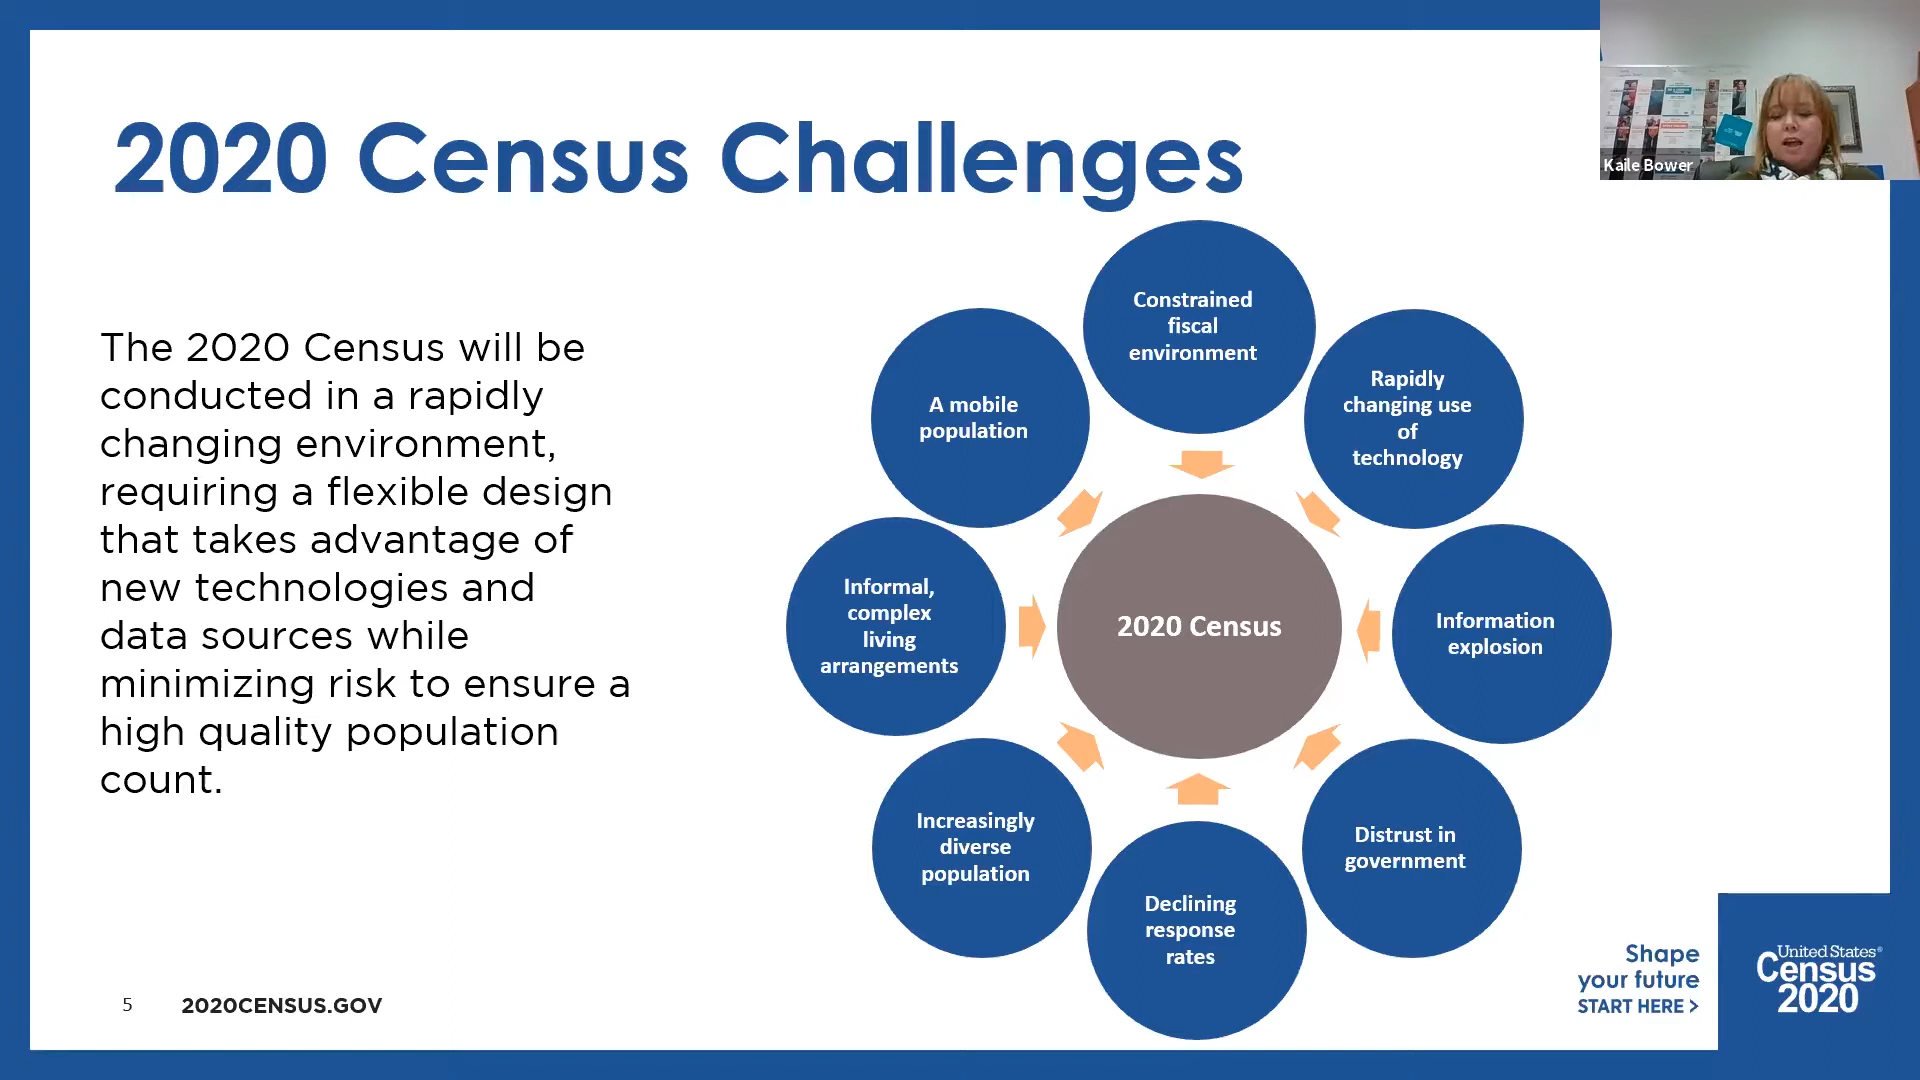 2020 Census Challenges
Kaile Bower
The 2020 Census will be
conducted in a rapidly
changing environment,
requiring a flexible design
that takes advantage of
new technologies and
data sources while
minimizing risk to ensure a
high quality population
count.
Constrained
fiscal
environment
Rapidly
changing use
of
technology
Information
explosion
Distrust in
government
Declining
response
rates
Increasingly
diverse
population
Informal,
complex
living
arrangements
A mobile
population
2020 Census
5
2020CENSUS.GOV
Shape
your future
START HERE >
United States®
Census
2020